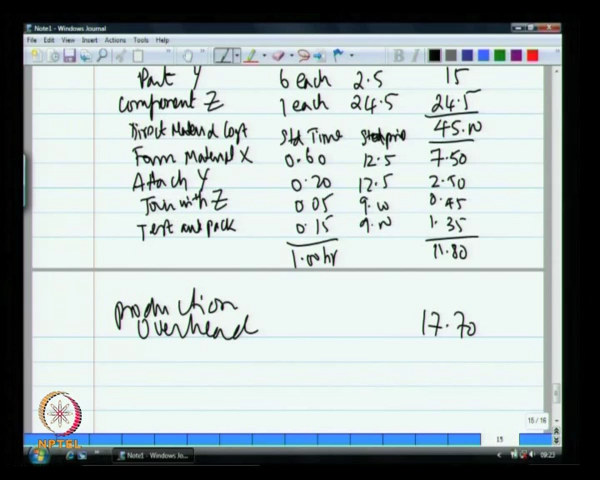 Note1 - Windows Journal
File Edit View Insert Actions Tools Help
Part Y 6 each 2.5 15
Component Z 1 each 24.5 24.5
Direct Material Cost 45.00
Std Time Std price
Form Material X 0.60 12.5 7.50
Attach Y 0.20 12.5 2.50
Join with Z 0.05 9.00 0.45
Test and pack 0.15 9.00 1.35
1.00hr 11.80
Production
Overhead 17.70
15/16
15
NPTEL
Note1 - Windows Jo...
09:23